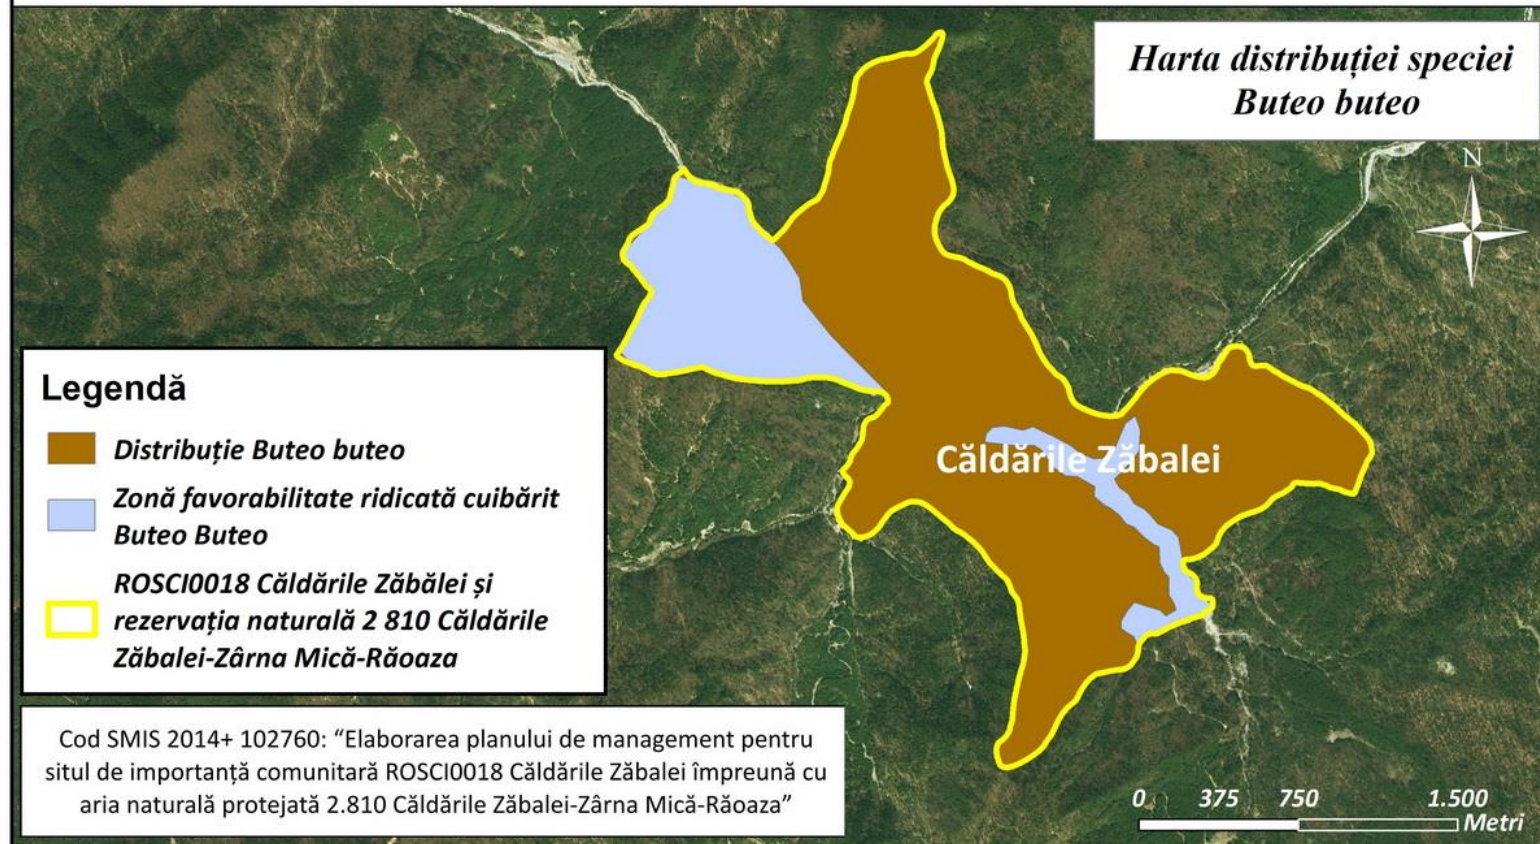 Harta distribuției speciei
Buteo buteo
N
Căldările Zăbalei
Legendă
Distribuție Buteo buteo
Zonă favorabilitate ridicată cuibărit
Buteo Buteo
ROSCI0018 Căldările Zăbălei și
rezervația naturală 2 810 Căldările
Zăbalei-Zârna Mică-Răoaza
Cod SMIS 2014+ 102760: “Elaborarea planului de management pentru
situl de importanță comunitară ROSCI0018 Căldările Zăbalei împreună cu
aria naturală protejată 2.810 Căldările Zăbalei-Zârna Mică-Răoaza”
0 375 750 1.500
Metri